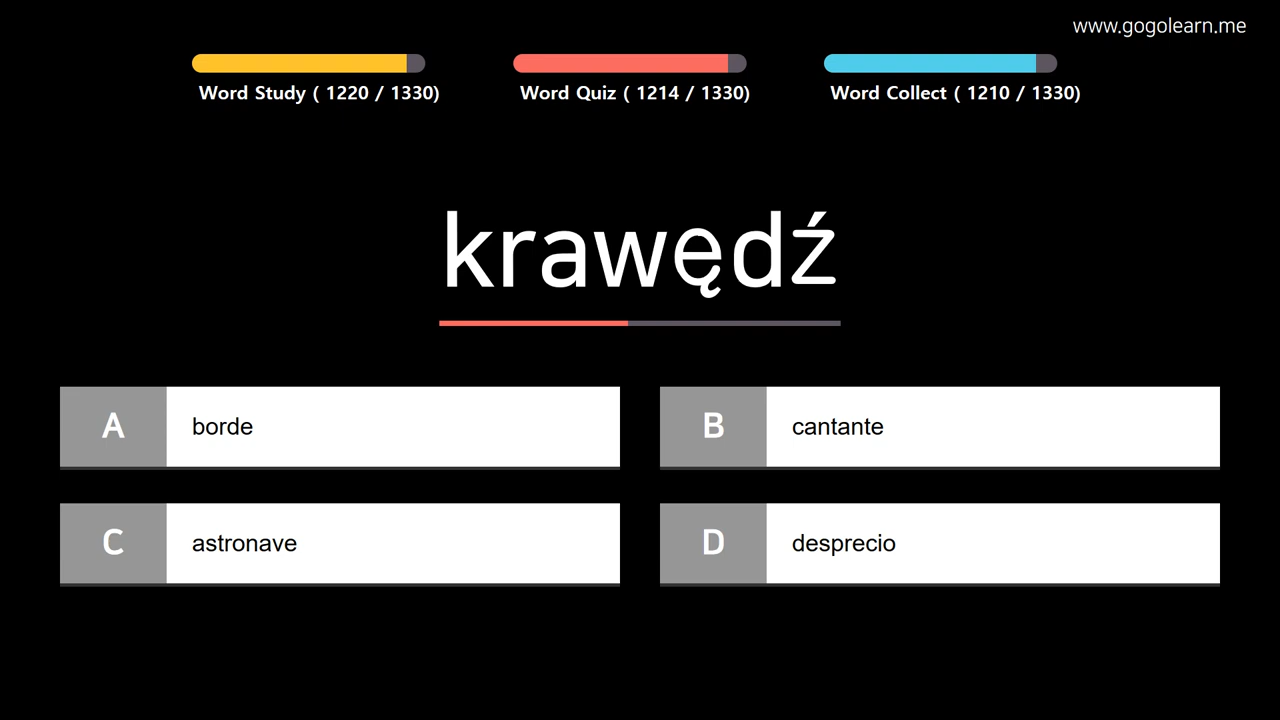 www.gogolearn.me
Word Study ( 1220 / 1330)
Word Quiz ( 1214 / 1330)
Word Collect ( 1210 / 1330)
krawędź
A borde
B cantante
C astronave
D desprecio